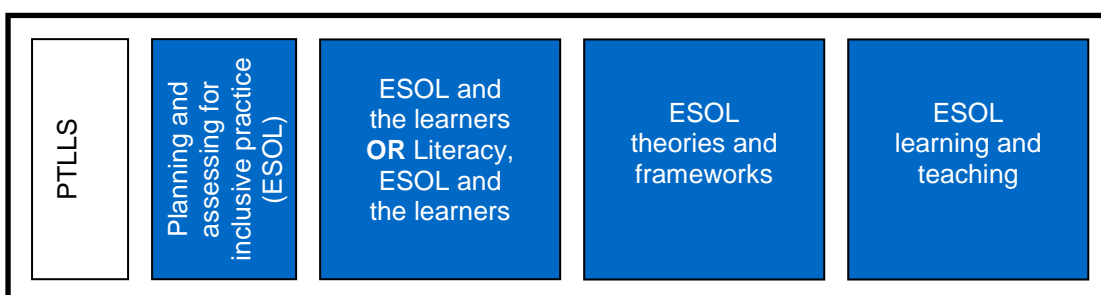 PTLLS
Planning and
assessing for
inclusive practice
(ESOL)
ESOL and
the learners
OR Literacy,
ESOL and
the learners
ESOL
theories and
frameworks
ESOL
learning and
teaching